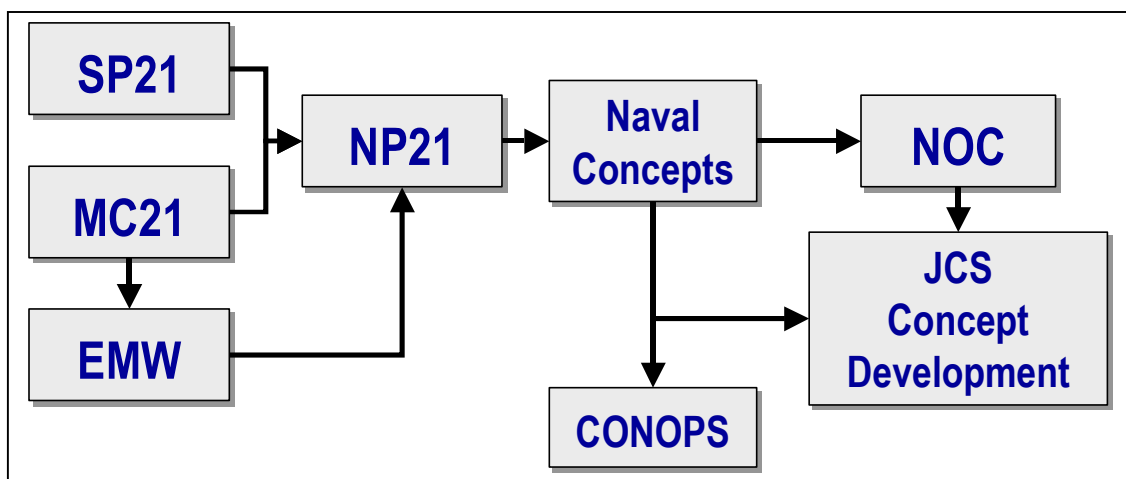 SP21
MC21
EMW
NP21
Naval
Concepts
CONOPS
NOC
JCS
Concept
Development